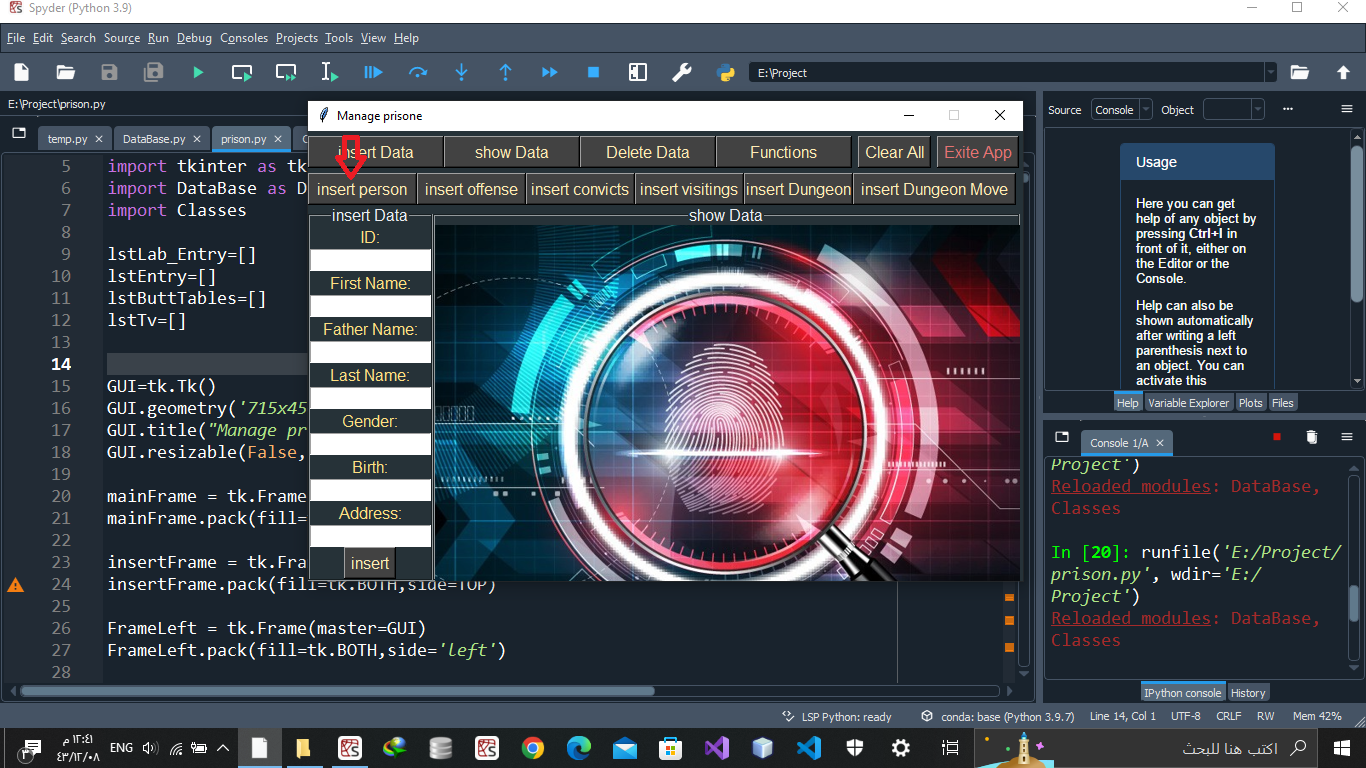 Spyder (Python 3.9)
File Edit Search Source Run Debug Consoles Projects Tools View Help
E:\Project
E:\Project\prison.py
temp.py
DataBase.py
prison.py
5 import tkinter as tk
6 import DataBase as D
7 import Classes
8
9 lstLab_Entry=[]
10 lstEntry=[]
11 lstButtTables=[]
12 lstTv=[]
13
14
15 GUI=tk.Tk()
16 GUI.geometry('715x45
17 GUI.title("Manage pr
18 GUI.resizable(False,
19
20 mainFrame = tk.Frame
21 mainFrame.pack(fill=
22
23 insertFrame = tk.Fra
24 insertFrame.pack(fill=tk.BOTH,side=TOP)
25
26 FrameLeft = tk.Frame(master=GUI)
27 FrameLeft.pack(fill=tk.BOTH,side='left')
28
Manage prisone
insert Data show Data Delete Data Functions Clear All Exite App
insert person insert offense insert convicts insert visitings insert Dungeon insert Dungeon Move
insert Data
ID:
First Name:
Father Name:
Last Name:
Gender:
Birth:
Address:
insert
show Data
Source Console Object
Usage
Here you can get
help of any object by
pressing Ctrl+I in
front of it, either on
the Editor or the
Console.
Help can also be
shown automatically
after writing a left
parenthesis next to
an object. You can
activate this
Help Variable Explorer Plots Files
Console 1/A
Project')
Reloaded modules: DataBase,
Classes
In [20]: runfile('E:/Project/
prison.py', wdir='E:/
Project')
Reloaded modules: DataBase,
Classes
IPython console History
LSP Python: ready conda: base (Python 3.9.7) Line 14, Col 1 UTF-8 CRLF RW Mem 42%
١٢:٤١ م
٤٣/١٢/٠٨
ENG
اكتب هنا للبحث